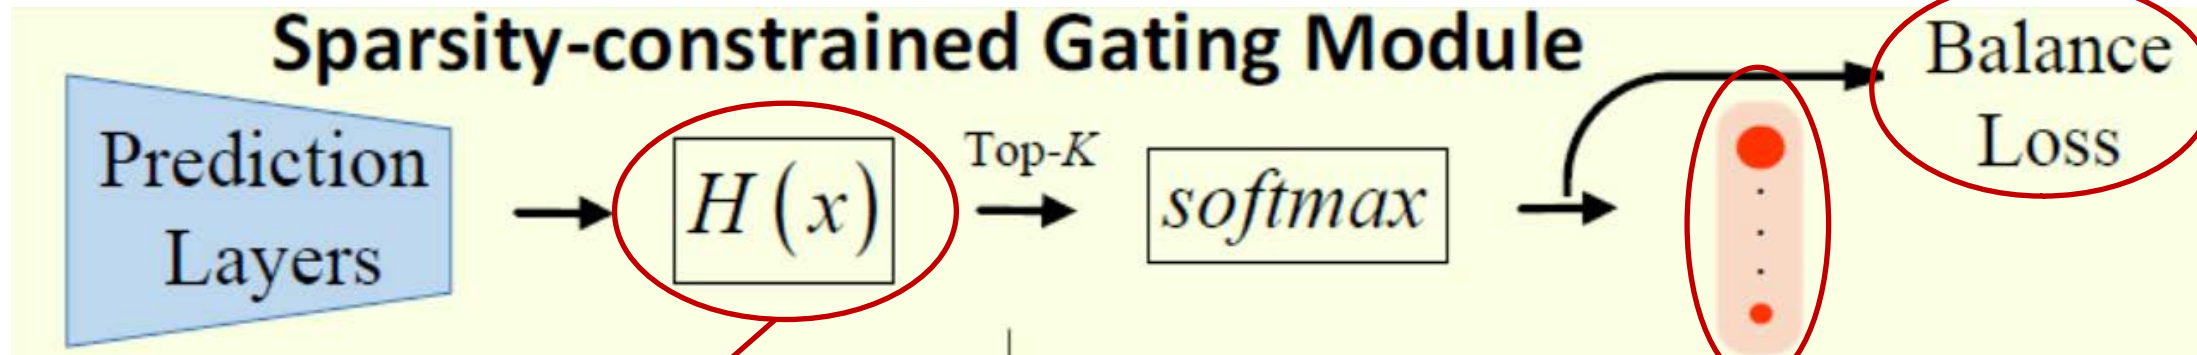 Sparsity-constrained Gating Module
Prediction
Layers
H(x)
Top-K
softmax
Balance
Loss